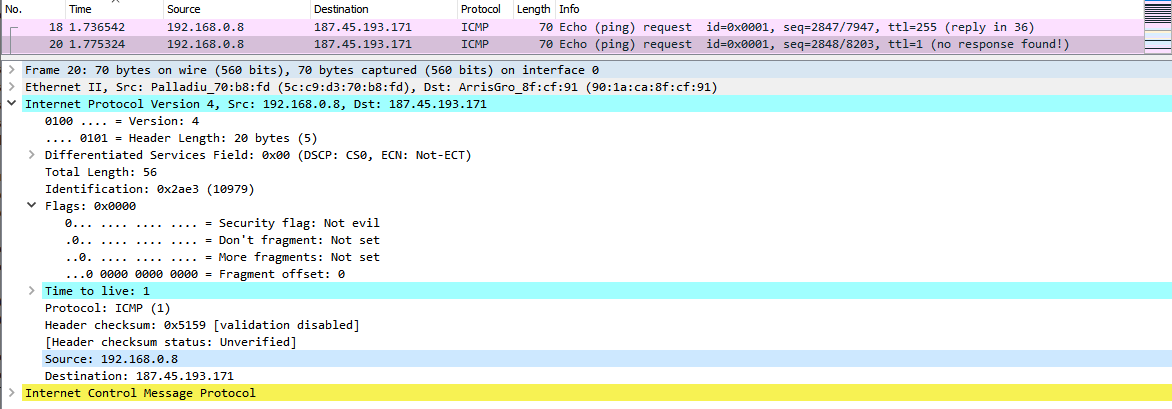 No. Time Source Destination Protocol Length Info
18 1.736542 192.168.0.8 187.45.193.171 ICMP 70 Echo (ping) request id=0x0001, seq=2847/7947, ttl=255 (reply in 36)
20 1.775324 192.168.0.8 187.45.193.171 ICMP 70 Echo (ping) request id=0x0001, seq=2848/8203, ttl=1 (no response found!)
Frame 20: 70 bytes on wire (560 bits), 70 bytes captured (560 bits) on interface 0
Ethernet II, Src: Palladiu_70:b8:fd (5c:c9:d3:70:b8:fd), Dst: ArrisGro_8f:cf:91 (90:1a:ca:8f:cf:91)
Internet Protocol Version 4, Src: 192.168.0.8, Dst: 187.45.193.171
0100 .... = Version: 4
.... 0101 = Header Length: 20 bytes (5)
Differentiated Services Field: 0x00 (DSCP: CS0, ECN: Not-ECT)
Total Length: 56
Identification: 0x2ae3 (10979)
Flags: 0x0000
0... .... .... .... = Security flag: Not evil
.0.. .... .... .... = Don't fragment: Not set
..0. .... .... .... = More fragments: Not set
...0 0000 0000 0000 = Fragment offset: 0
Time to live: 1
Protocol: ICMP (1)
Header checksum: 0x5159 [validation disabled]
[Header checksum status: Unverified]
Source: 192.168.0.8
Destination: 187.45.193.171
Internet Control Message Protocol